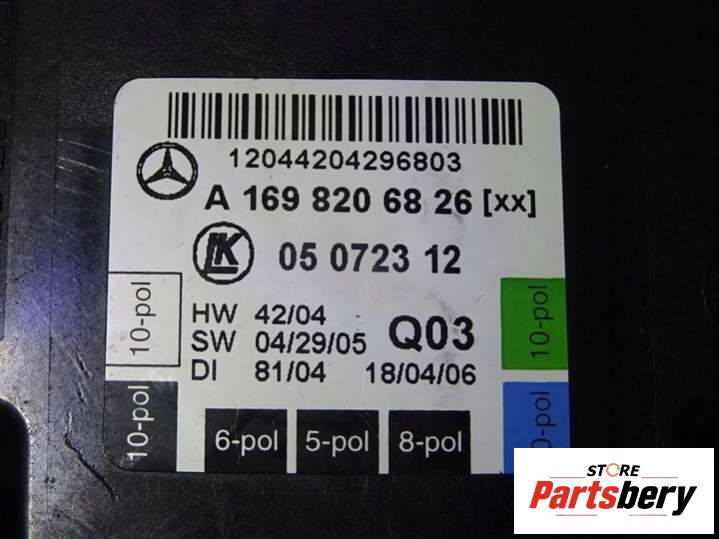 12044204296803
A 169 820 68 26 [xx]
05 0723 12
HW 42/04
SW 04/29/05
Q03
DI 81/04 18/04/06
10-pol
10-pol
10-pol
6-pol
5-pol
8-pol
STORE
Partsbery